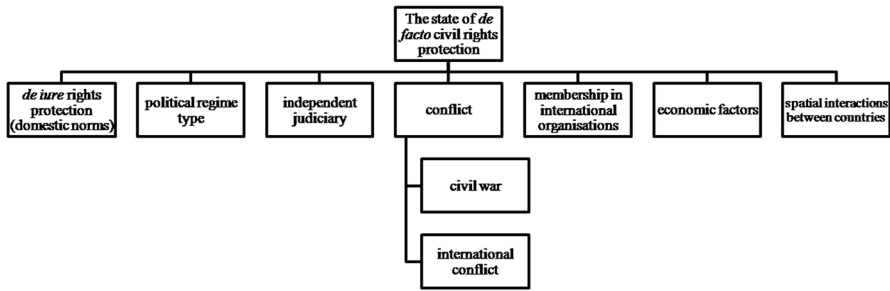 The state of de
facto civil rights
protection
de iure rights
protection
(domestic norms)
political regime
type
independent
judiciary
conflict
membership in
international
organisations
economic factors
spatial interactions
between countries
civil war
international
conflict